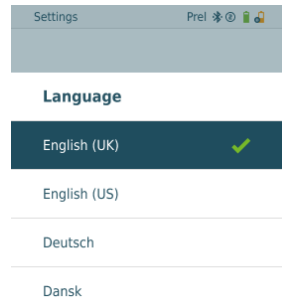 Settings Prel
Language
English (UK)
English (US)
Deutsch
Dansk